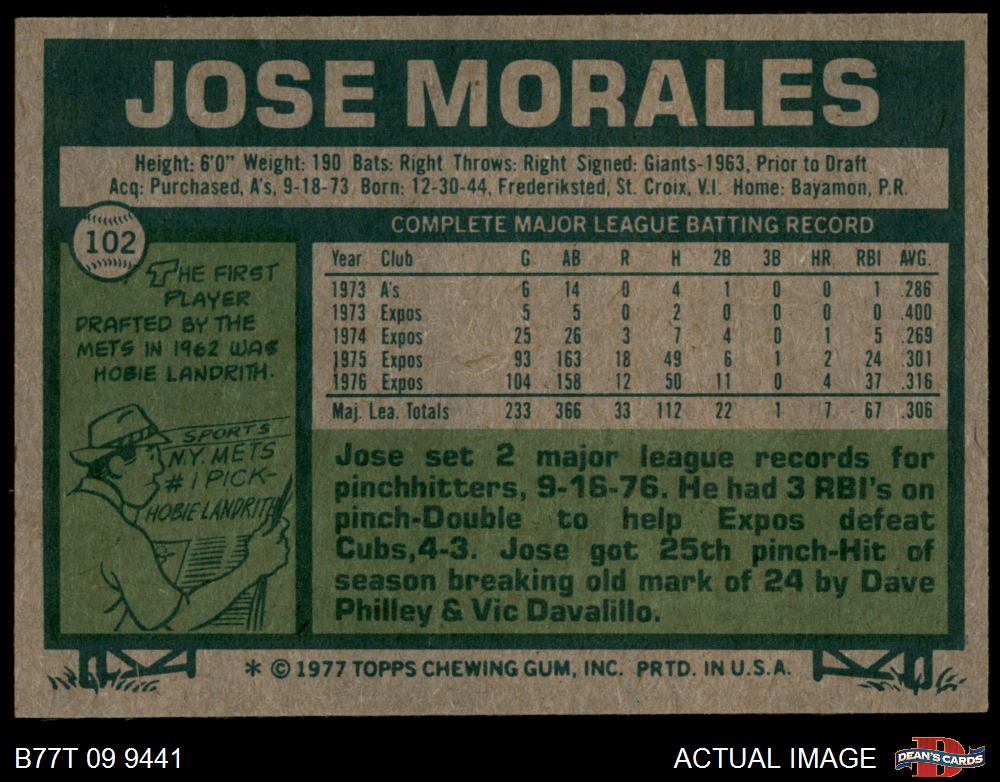 JOSE MORALES
Height: 6'0" Weight: 190 Bats: Right Throws: Right Signed: Giants-1963, Prior to Draft
Acq: Purchased, A's, 9-18-73 Born: 12-30-44, Frederiksted, St. Croix, V.I. Home: Bayamon, P.R.
102
THE FIRST
PLAYER
DRAFTED BY THE
METS IN 1962 WAS
HOBIE LANDRITH.
SPORTS
N.Y. METS
#1 PICK-
HOBIE LANDRITH
COMPLETE MAJOR LEAGUE BATTING RECORD
Year Club G AB R H 2B 3B HR RBI AVG.
1973 A's 6 14 0 4 1 0 0 1 .286
1973 Expos 5 5 0 2 0 0 0 0 .400
1974 Expos 25 26 3 7 4 0 1 5 .269
1975 Expos 93 163 18 49 6 1 2 24 .301
1976 Expos 104 158 12 50 11 0 4 37 .316
Maj. Lea. Totals 233 366 33 112 22 1 7 67 .306
Jose set 2 major league records for
pinchhitters, 9-16-76. He had 3 RBI's on
pinch-Double to help Expos defeat
Cubs,4-3. Jose got 25th pinch-Hit of
season breaking old mark of 24 by Dave
Philley & Vic Davalillo.
* © 1977 TOPPS CHEWING GUM, INC. PRTD. IN U.S.A.
B77T 09 9441
ACTUAL IMAGE
D
DEAN'S CARDS